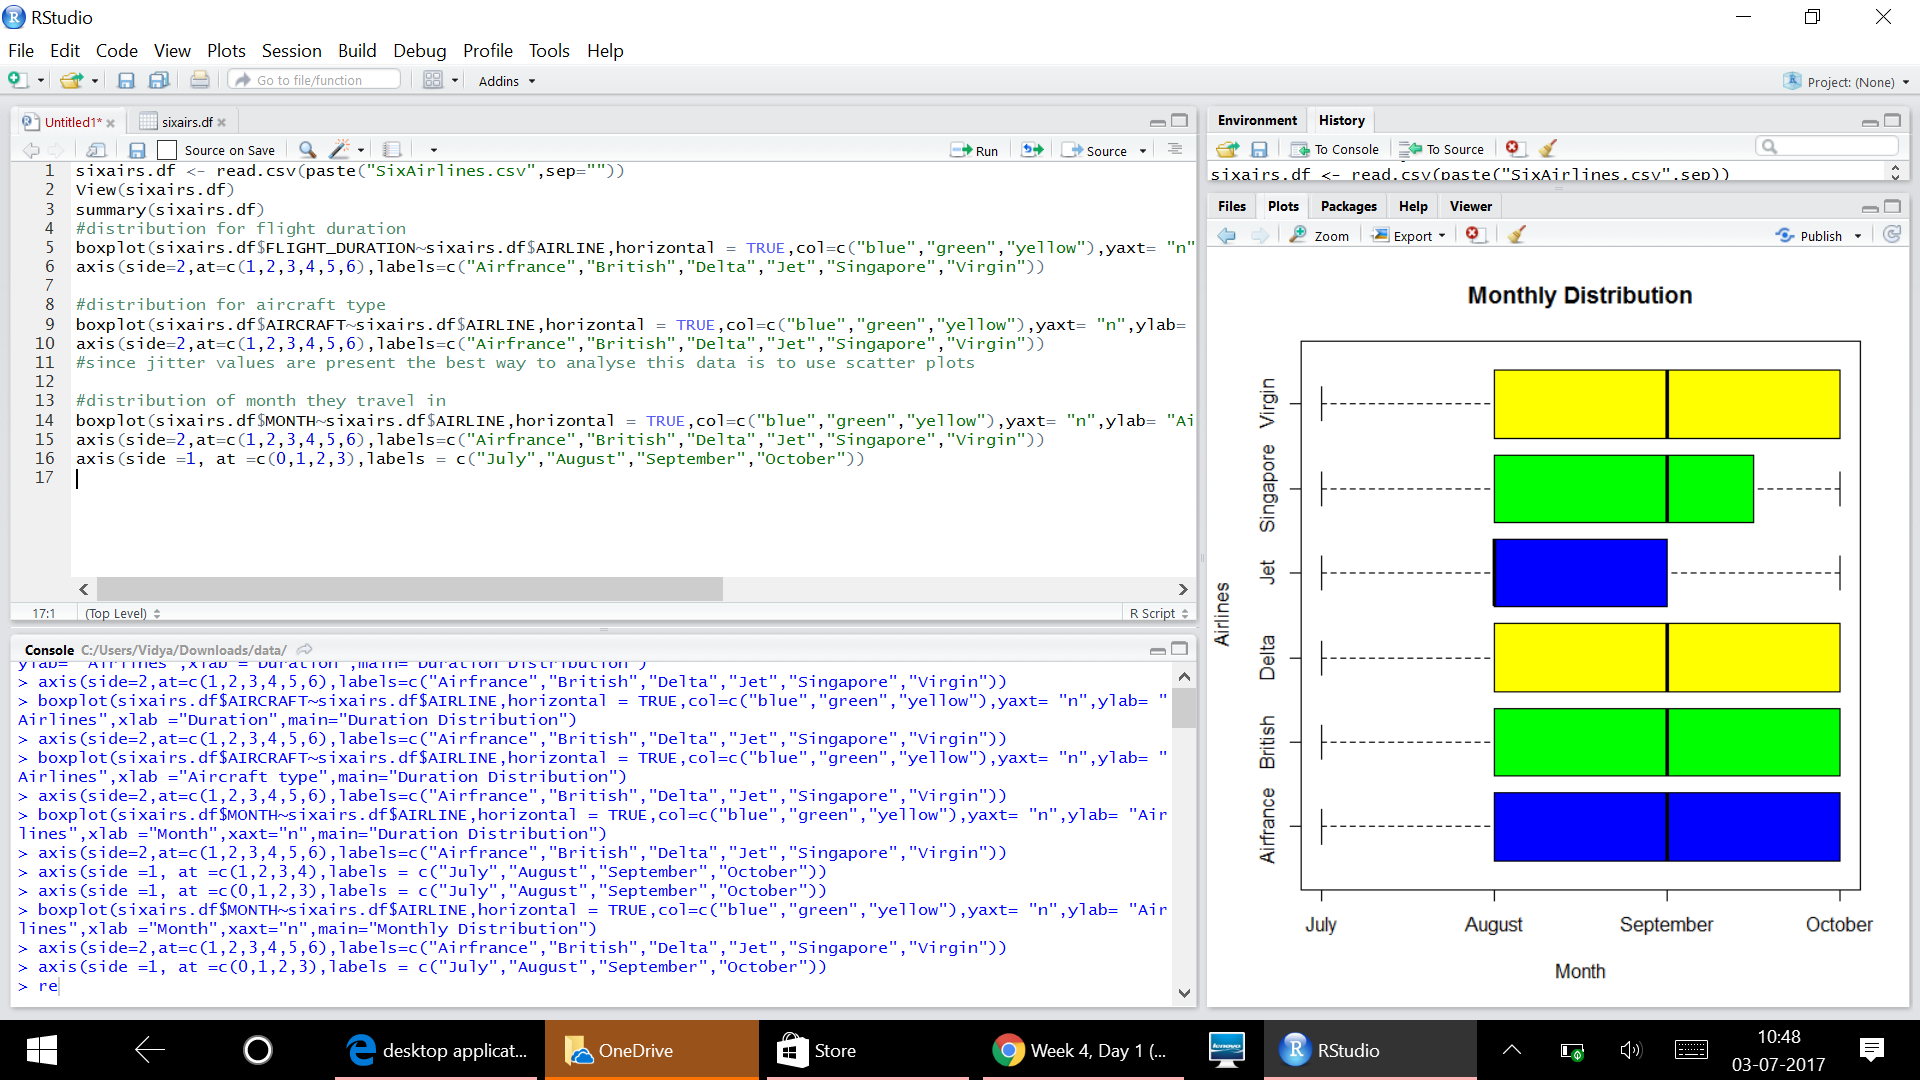 RStudio
File Edit Code View Plots Session Build Debug Profile Tools Help
Go to file/function
Addins
Project: (None)
Untitled1*
sixairs.df
Source on Save
Run
Source
1 sixairs.df <- read.csv(paste("SixAirlines.csv",sep=""))
2 View(sixairs.df)
3 summary(sixairs.df)
4 #distribution for flight duration
5 boxplot(sixairs.df$FLIGHT_DURATION~sixairs.df$AIRLINE,horizontal = TRUE,col=c("blue","green","yellow"),yaxt= "n"
6 axis(side=2,at=c(1,2,3,4,5,6),labels=c("Airfrance","British","Delta","Jet","Singapore","Virgin"))
7
8 #distribution for aircraft type
9 boxplot(sixairs.df$AIRCRAFT~sixairs.df$AIRLINE,horizontal = TRUE,col=c("blue","green","yellow"),yaxt= "n",ylab=
10 axis(side=2,at=c(1,2,3,4,5,6),labels=c("Airfrance","British","Delta","Jet","Singapore","Virgin"))
11 #since jitter values are present the best way to analyse this data is to use scatter plots
12
13 #distribution of month they travel in
14 boxplot(sixairs.df$MONTH~sixairs.df$AIRLINE,horizontal = TRUE,col=c("blue","green","yellow"),yaxt= "n",ylab= "Ai
15 axis(side=2,at=c(1,2,3,4,5,6),labels=c("Airfrance","British","Delta","Jet","Singapore","Virgin"))
16 axis(side =1, at =c(0,1,2,3),labels = c("July","August","September","October"))
17
17:1 (Top Level) R Script
Console C:/Users/Vidya/Downloads/data/
ylab= "Airlines",xlab ="Duration",main="Duration Distribution")
> axis(side=2,at=c(1,2,3,4,5,6),labels=c("Airfrance","British","Delta","Jet","Singapore","Virgin"))
> boxplot(sixairs.df$AIRCRAFT~sixairs.df$AIRLINE,horizontal = TRUE,col=c("blue","green","yellow"),yaxt= "n",ylab= "
Airlines",xlab ="Duration",main="Duration Distribution")
> axis(side=2,at=c(1,2,3,4,5,6),labels=c("Airfrance","British","Delta","Jet","Singapore","Virgin"))
> boxplot(sixairs.df$AIRCRAFT~sixairs.df$AIRLINE,horizontal = TRUE,col=c("blue","green","yellow"),yaxt= "n",ylab= "
Airlines",xlab ="Aircraft type",main="Duration Distribution")
> axis(side=2,at=c(1,2,3,4,5,6),labels=c("Airfrance","British","Delta","Jet","Singapore","Virgin"))
> boxplot(sixairs.df$MONTH~sixairs.df$AIRLINE,horizontal = TRUE,col=c("blue","green","yellow"),yaxt= "n",ylab= "Air
lines",xlab ="Month",xaxt="n",main="Duration Distribution")
> axis(side=2,at=c(1,2,3,4,5,6),labels=c("Airfrance","British","Delta","Jet","Singapore","Virgin"))
> axis(side =1, at =c(1,2,3,4),labels = c("July","August","September","October"))
> axis(side =1, at =c(0,1,2,3),labels = c("July","August","September","October"))
> boxplot(sixairs.df$MONTH~sixairs.df$AIRLINE,horizontal = TRUE,col=c("blue","green","yellow"),yaxt= "n",ylab= "Air
lines",xlab ="Month",xaxt="n",main="Monthly Distribution")
> axis(side=2,at=c(1,2,3,4,5,6),labels=c("Airfrance","British","Delta","Jet","Singapore","Virgin"))
> axis(side =1, at =c(0,1,2,3),labels = c("July","August","September","October"))
> re
Environment History
To Console To Source
sixairs.df <- read.csv(paste("SixAirlines.csv",sep))
Files Plots Packages Help Viewer
Zoom Export Publish
Monthly Distribution
Virgin
Singapore
Jet
Delta
British
Airfrance
Airlines
July August September October
Month
desktop applicat...
OneDrive
Store
Week 4, Day 1 (...
lenovo
RStudio
10:48
03-07-2017